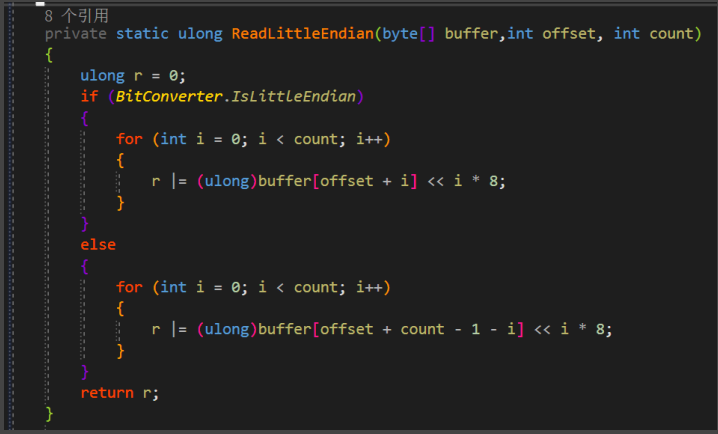 8 个引用
private static ulong ReadLittleEndian(byte[] buffer,int offset, int count)
{
    ulong r = 0;
    if (BitConverter.IsLittleEndian)
    {
        for (int i = 0; i < count; i++)
        {
            r |= (ulong)buffer[offset + i] << i * 8;
        }
    }
    else
    {
        for (int i = 0; i < count; i++)
        {
            r |= (ulong)buffer[offset + count - 1 - i] << i * 8;
        }
    }
    return r;
}